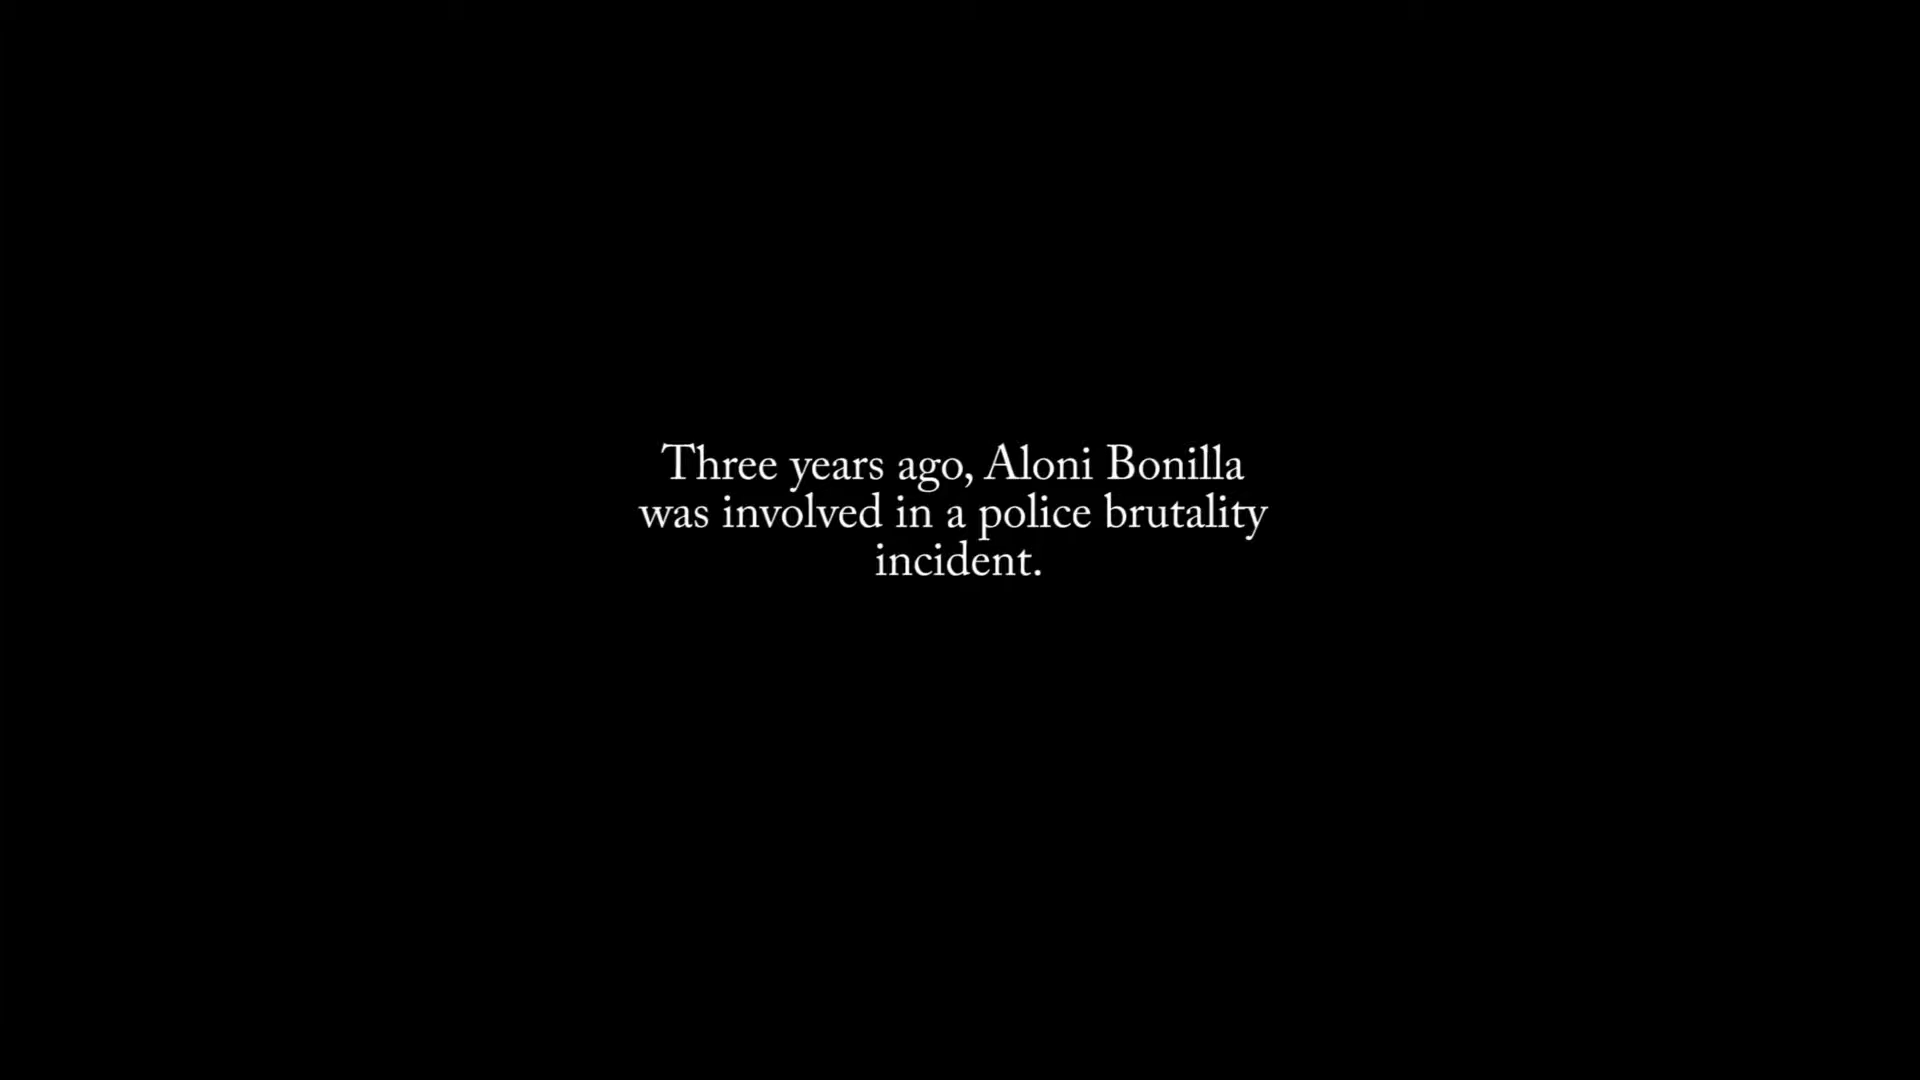 Three years ago, Aloni Bonilla
was involved in a police brutality
incident.